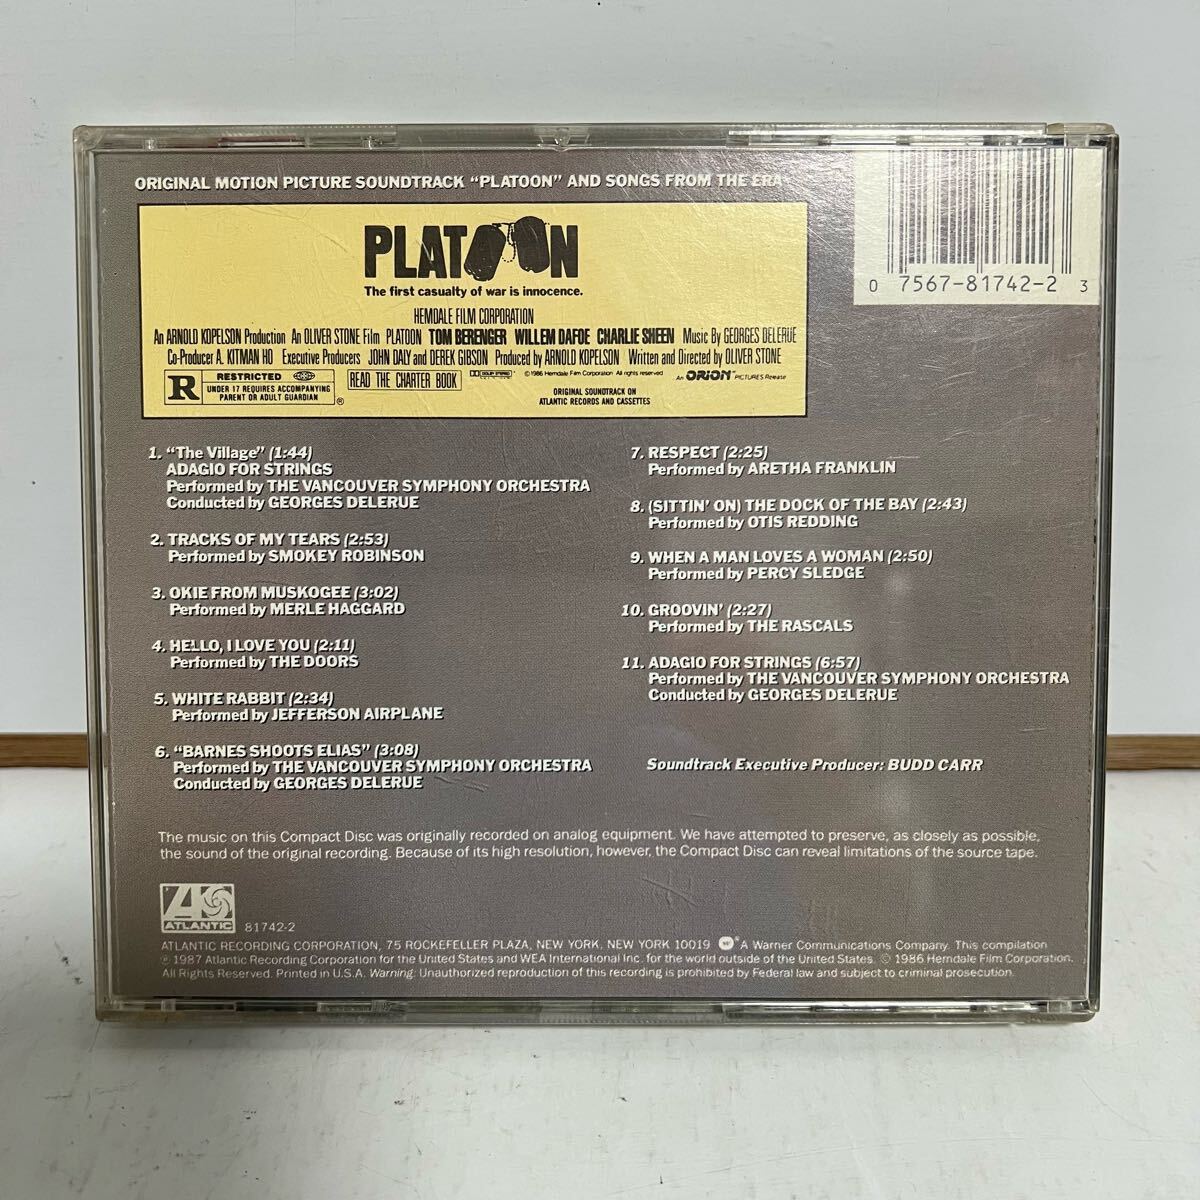 ORIGINAL MOTION PICTURE SOUNDTRACK "PLATOON" AND SONGS FROM THE ERA
0 7567-81742-2 3
PLATOON
The first casualty of war is innocence.
HEMDALE FILM CORPORATION
An ARNOLD KOPELSON Production An OLIVER STONE Film PLATOON TOM BERENGER WILLEM DAFOE CHARLIE SHEEN Music By GEORGES DELERUE
Co-Producer A. KITMAN HO Executive Producers JOHN DALY and DEREK GIBSON Produced by ARNOLD KOPELSON Written and Directed by OLIVER STONE
R RESTRICTED
UNDER 17 REQUIRES ACCOMPANYING
PARENT OR ADULT GUARDIAN ®
READ THE CHARTER BOOK
DOLBY STEREO
©1986 Hemdale Film Corporation All rights reserved
An ORION PICTURES Release
ORIGINAL SOUNDTRACK ON
ATLANTIC RECORDS AND CASSETTES
1. "The Village" (1:44)
ADAGIO FOR STRINGS
Performed by THE VANCOUVER SYMPHONY ORCHESTRA
Conducted by GEORGES DELERUE
2. TRACKS OF MY TEARS (2:53)
Performed by SMOKEY ROBINSON
3. OKIE FROM MUSKOGEE (3:02)
Performed by MERLE HAGGARD
4. HELLO, I LOVE YOU (2:11)
Performed by THE DOORS
5. WHITE RABBIT (2:34)
Performed by JEFFERSON AIRPLANE
6. "BARNES SHOOTS ELIAS" (3:08)
Performed by THE VANCOUVER SYMPHONY ORCHESTRA
Conducted by GEORGES DELERUE
7. RESPECT (2:25)
Performed by ARETHA FRANKLIN
8. (SITTIN' ON) THE DOCK OF THE BAY (2:43)
Performed by OTIS REDDING
9. WHEN A MAN LOVES A WOMAN (2:50)
Performed by PERCY SLEDGE
10. GROOVIN' (2:27)
Performed by THE RASCALS
11. ADAGIO FOR STRINGS (6:57)
Performed by THE VANCOUVER SYMPHONY ORCHESTRA
Conducted by GEORGES DELERUE
Soundtrack Executive Producer: BUDD CARR
The music on this Compact Disc was originally recorded on analog equipment. We have attempted to preserve, as closely as possible,
the sound of the original recording. Because of its high resolution, however, the Compact Disc can reveal limitations of the source tape.
ATLANTIC 81742-2
ATLANTIC RECORDING CORPORATION, 75 ROCKEFELLER PLAZA, NEW YORK, NEW YORK 10019 ® A Warner Communications Company. This compilation
℗ 1987 Atlantic Recording Corporation for the United States and WEA International Inc. for the world outside of the United States. © 1986 Hemdale Film Corporation.
All Rights Reserved. Printed in U.S.A. Warning: Unauthorized reproduction of this recording is prohibited by Federal law and subject to criminal prosecution.